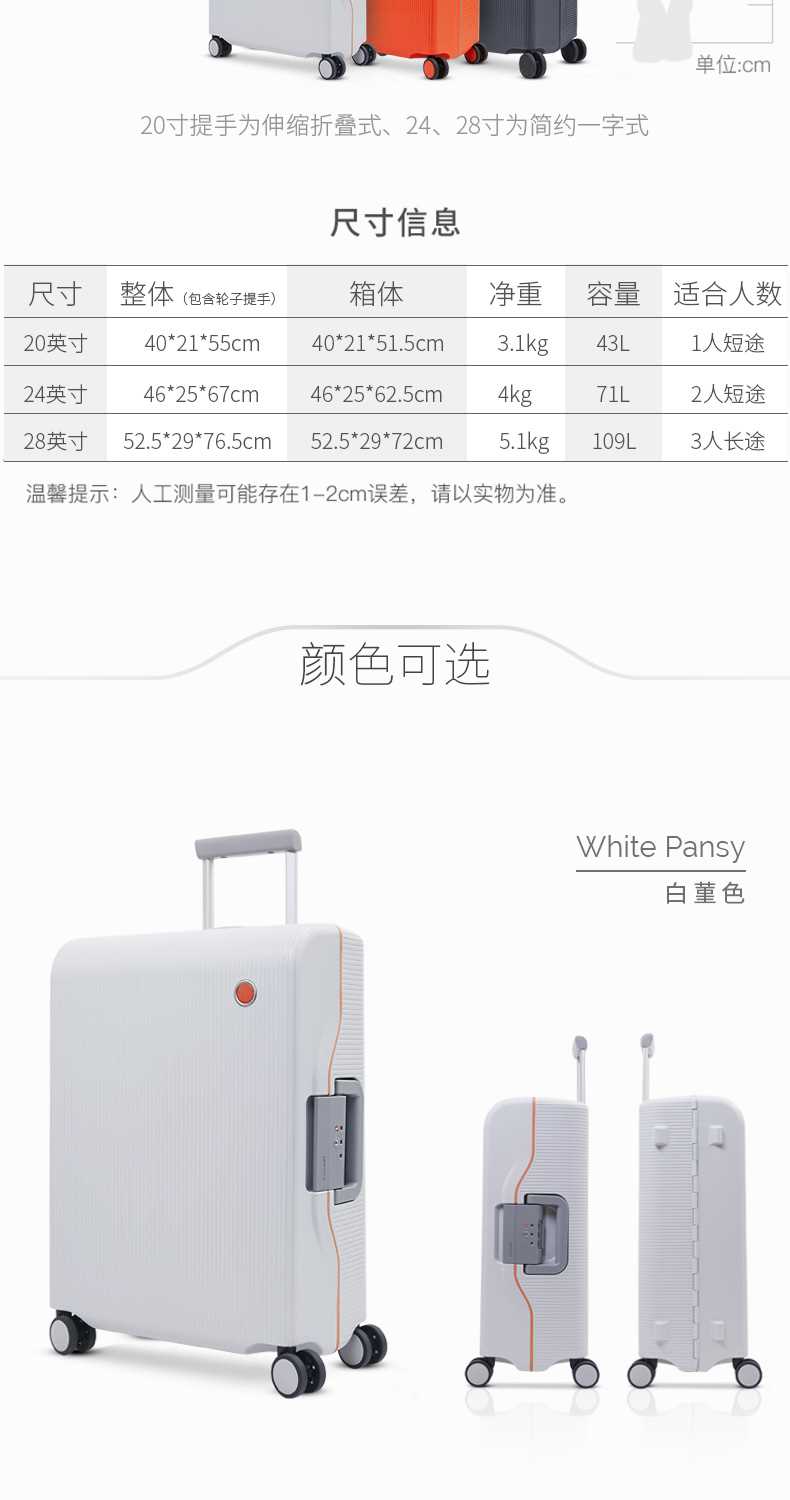 单位:cm
20寸提手为伸缩折叠式、24、28寸为简约一字式
尺寸信息
尺寸 整体（包含轮子提手） 箱体 净重 容量 适合人数
20英寸 40*21*55cm 40*21*51.5cm 3.1kg 43L 1人短途
24英寸 46*25*67cm 46*25*62.5cm 4kg 71L 2人短途
28英寸 52.5*29*76.5cm 52.5*29*72cm 5.1kg 109L 3人长途
温馨提示：人工测量可能存在1-2cm误差，请以实物为准。
颜色可选
White Pansy
白堇色